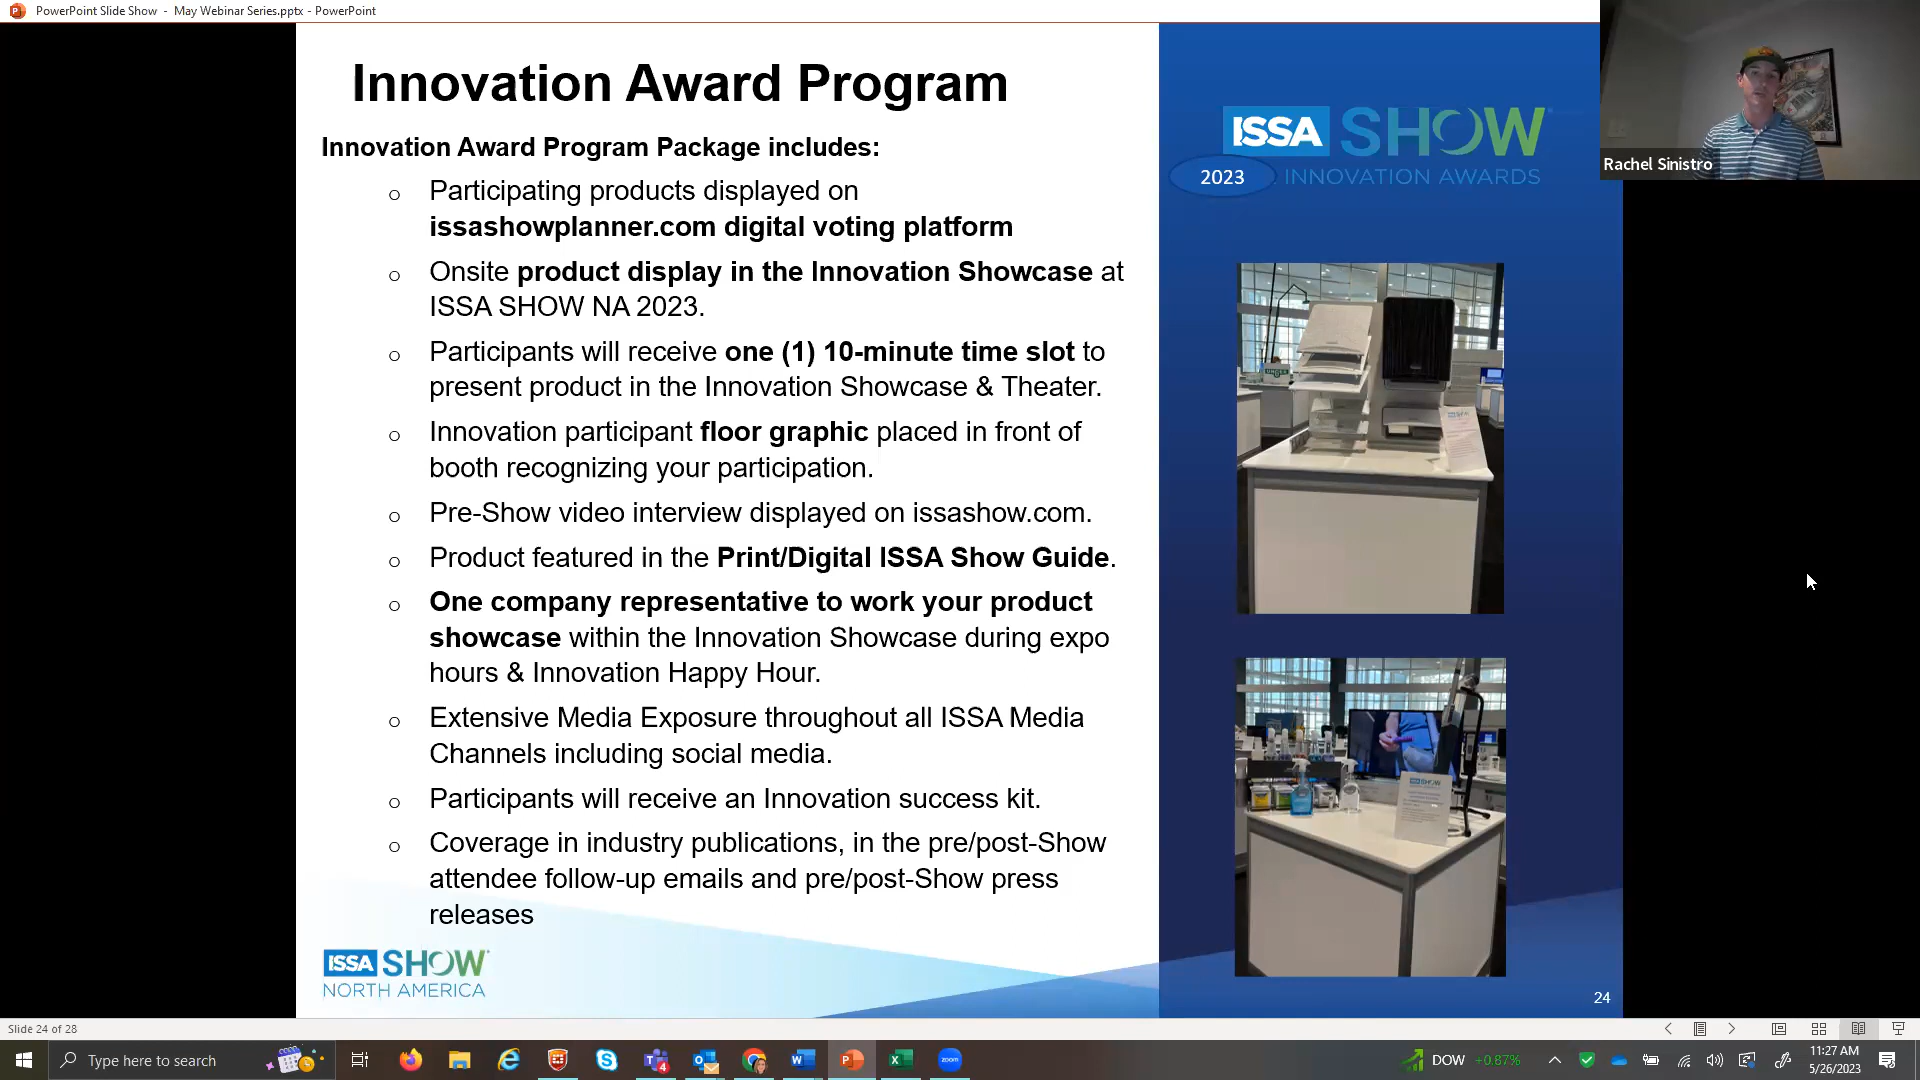 PowerPoint Slide Show - May Webinar Series.pptx - PowerPoint
Innovation Award Program
Innovation Award Program Package includes:
o Participating products displayed on
issashowplanner.com digital voting platform
o Onsite product display in the Innovation Showcase at
ISSA SHOW NA 2023.
o Participants will receive one (1) 10-minute time slot to
present product in the Innovation Showcase & Theater.
o Innovation participant floor graphic placed in front of
booth recognizing your participation.
o Pre-Show video interview displayed on issashow.com.
o Product featured in the Print/Digital ISSA Show Guide.
o One company representative to work your product
showcase within the Innovation Showcase during expo
hours & Innovation Happy Hour.
o Extensive Media Exposure throughout all ISSA Media
Channels including social media.
o Participants will receive an Innovation success kit.
o Coverage in industry publications, in the pre/post-Show
attendee follow-up emails and pre/post-Show press
releases
ISSA SHOW
NORTH AMERICA
ISSA SHOW
2023 INNOVATION AWARDS
UNGER
ISSA SHOW
24
Rachel Sinistro
Slide 24 of 28
Type here to search
4
zoom
DOW +0.87%
11:27 AM
5/26/2023